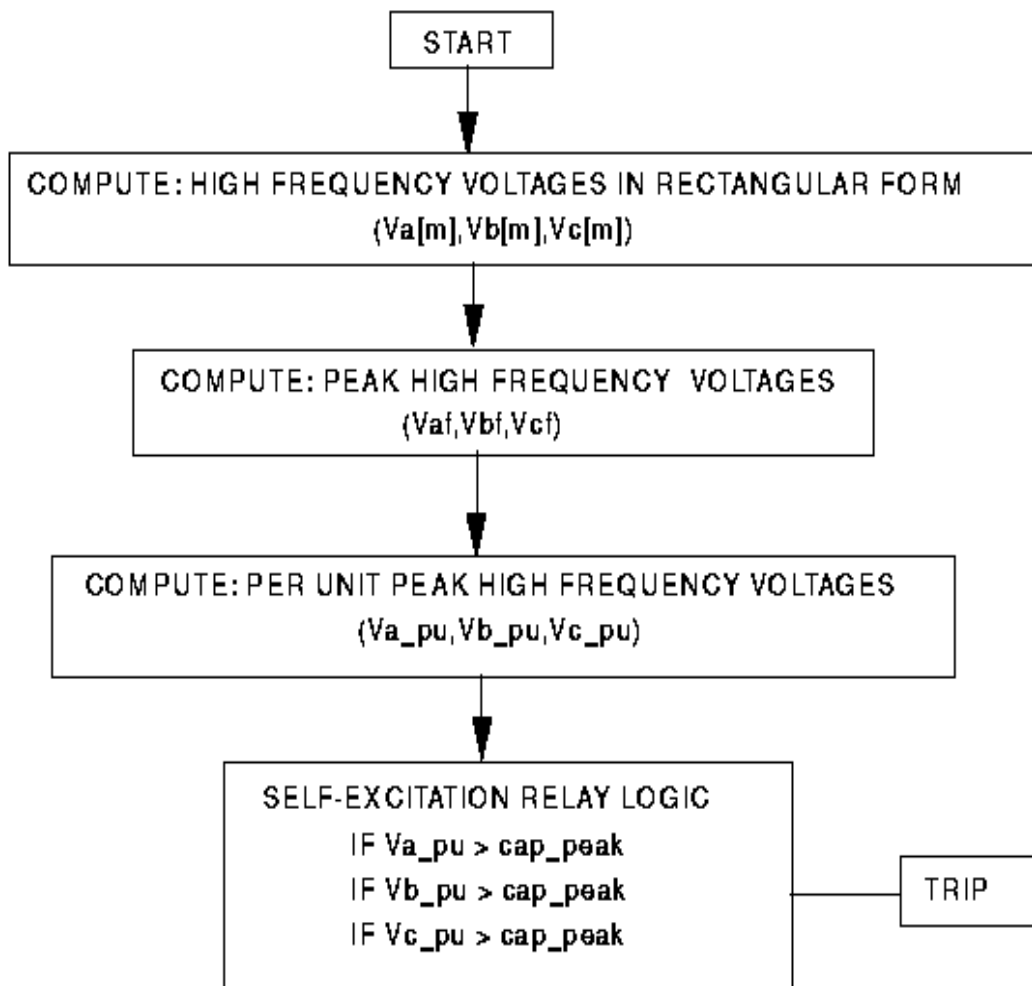 START
COMPUTE: HIGH FREQUENCY VOLTAGES IN RECTANGULAR FORM
(Va[m],Vb[m],Vc[m])
COMPUTE: PEAK HIGH FREQUENCY VOLTAGES
(Vaf,Vbf,Vcf)
COMPUTE: PER UNIT PEAK HIGH FREQUENCY VOLTAGES
(Va_pu,Vb_pu,Vc_pu)
SELF-EXCITATION RELAY LOGIC
IF Va_pu > cap_peak
IF Vb_pu > cap_peak
IF Vc_pu > cap_peak
TRIP